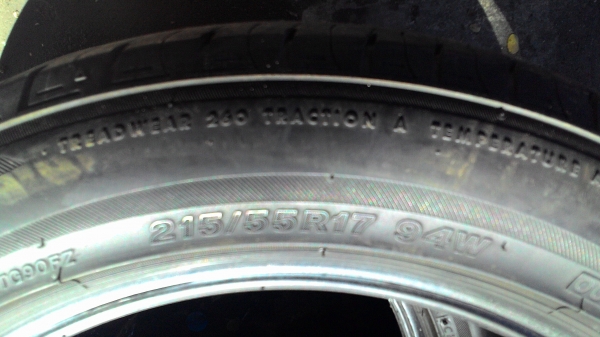 TREADWEAR 260 TRACTION A TEMPERATURE A
215/55R17 94W